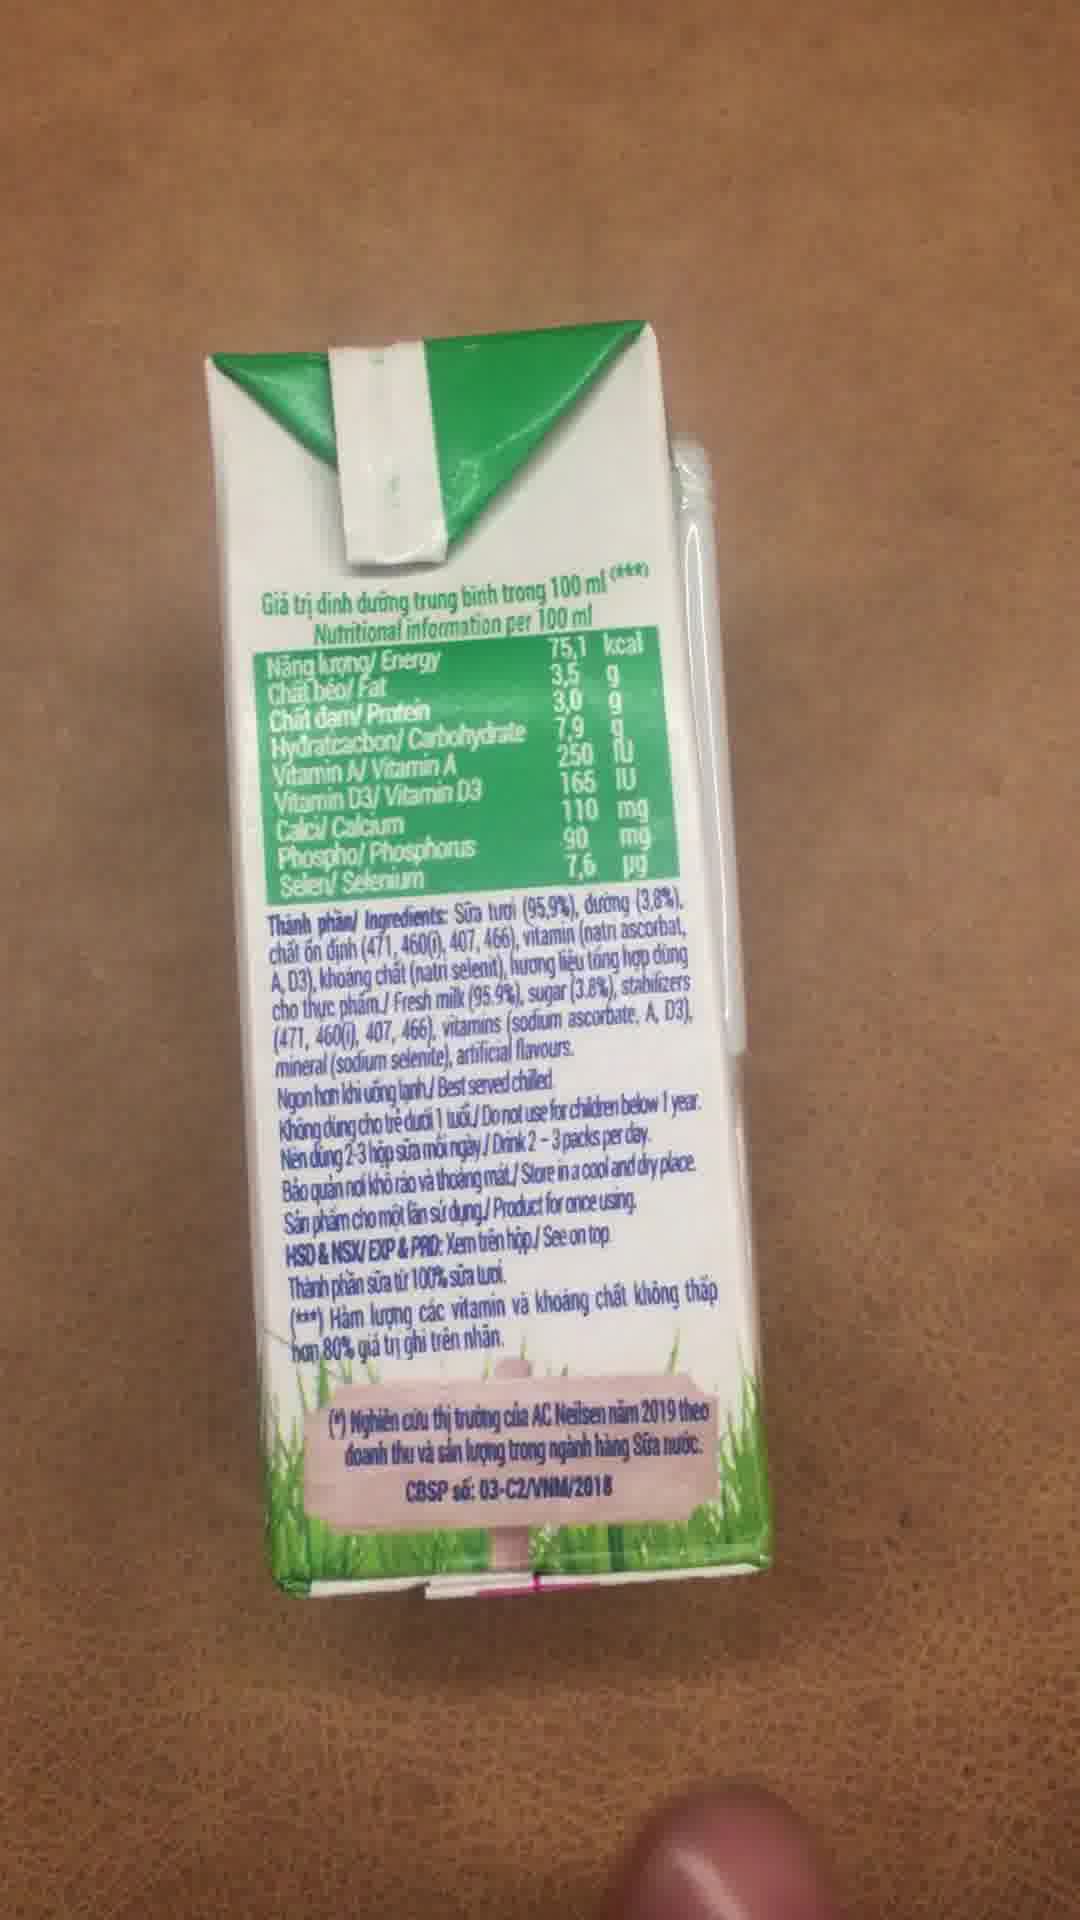 Giá trị dinh dưỡng trung bình trong 100 ml (***)
Nutritional information per 100 ml
Năng lượng/ Energy 75,1 kcal
Chất béo/ Fat 3,5 g
Chất đạm/ Protein 3,0 g
Hydratcacbon/ Carbohydrate 7,9 g
Vitamin A/ Vitamin A 250 IU
Vitamin D3/ Vitamin D3 165 IU
Calci/ Calcium 110 mg
Phospho/ Phosphorus 90 mg
Selen/ Selenium 7,6 µg
Thành phần/ Ingredients: Sữa tươi (95,9%), đường (3,8%),
chất ổn định (471, 460(i), 407, 466), vitamin (natri ascorbat,
A, D3), khoáng chất (natri selenit), hương liệu tổng hợp dùng
cho thực phẩm./ Fresh milk (95.9%), sugar (3.8%), stabilizers
(471, 460(i), 407, 466), vitamins (sodium ascorbate, A, D3),
mineral (sodium selenite), artificial flavours.
Ngon hơn khi uống lạnh./ Best served chilled.
Không dùng cho trẻ dưới 1 tuổi./ Do not use for children below 1 year.
Nên dùng 2-3 hộp sữa mỗi ngày./ Drink 2 - 3 packs per day.
Bảo quản nơi khô ráo và thoáng mát./ Store in a cool and dry place.
Sản phẩm cho một lần sử dụng./ Product for once using.
HSD & NSX/ EXP & PRD: Xem trên hộp./ See on top.
Thành phần sữa từ 100% sữa tươi.
(***) Hàm lượng các vitamin và khoáng chất không thấp
hơn 80% giá trị ghi trên nhãn.
(*) Nghiên cứu thị trường của AC Neilsen năm 2019 theo
doanh thu và sản lượng trong ngành hàng Sữa nước.
CBSP số: 03-C2/VNM/2018